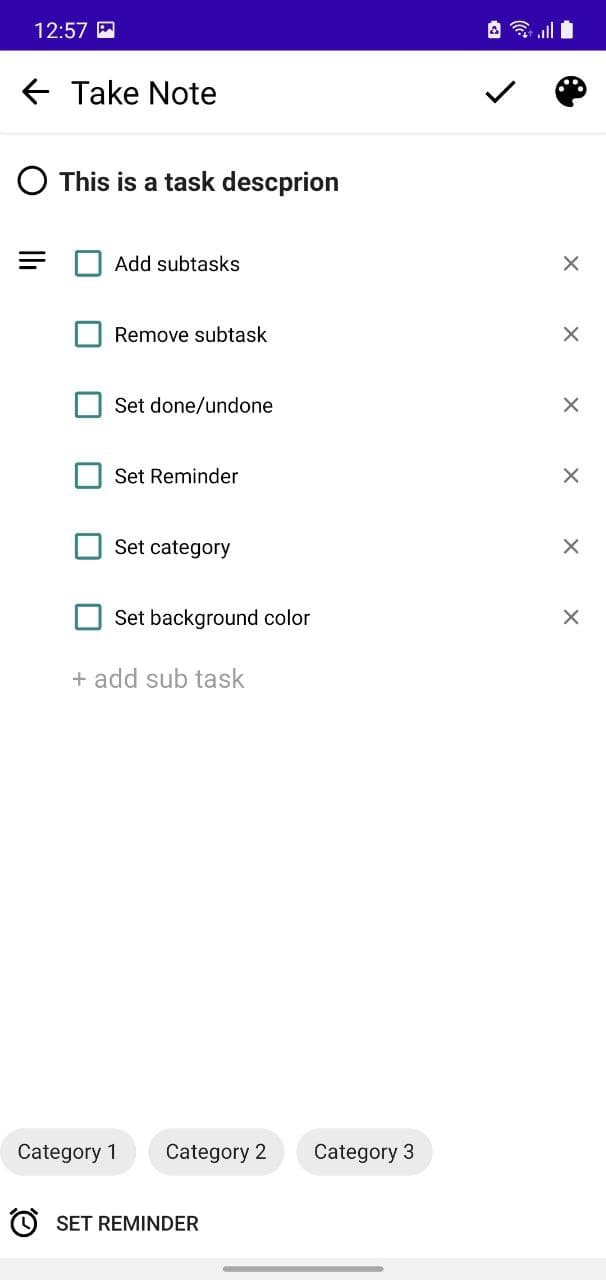 12:57
Take Note
This is a task descprion
Add subtasks
Remove subtask
Set done/undone
Set Reminder
Set category
Set background color
+ add sub task
Category 1 Category 2 Category 3
SET REMINDER